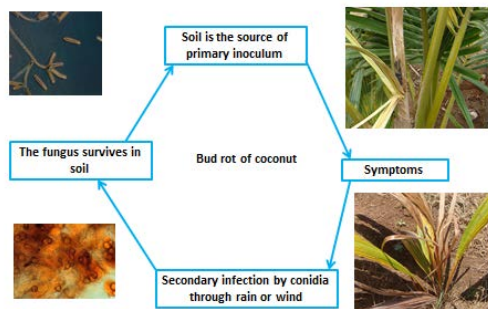 Soil is the source of
primary inoculum
The fungus survives in
soil
Bud rot of coconut
Symptoms
Secondary infection by conidia
through rain or wind